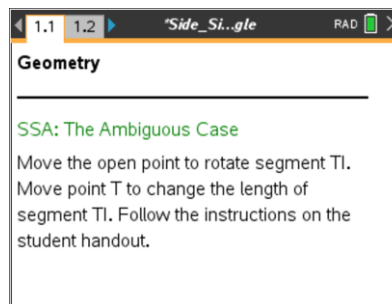 1.1 1.2 *Side_Si...gle RAD
Geometry
SSA: The Ambiguous Case
Move the open point to rotate segment TI.
Move point T to change the length of
segment TI. Follow the instructions on the
student handout.